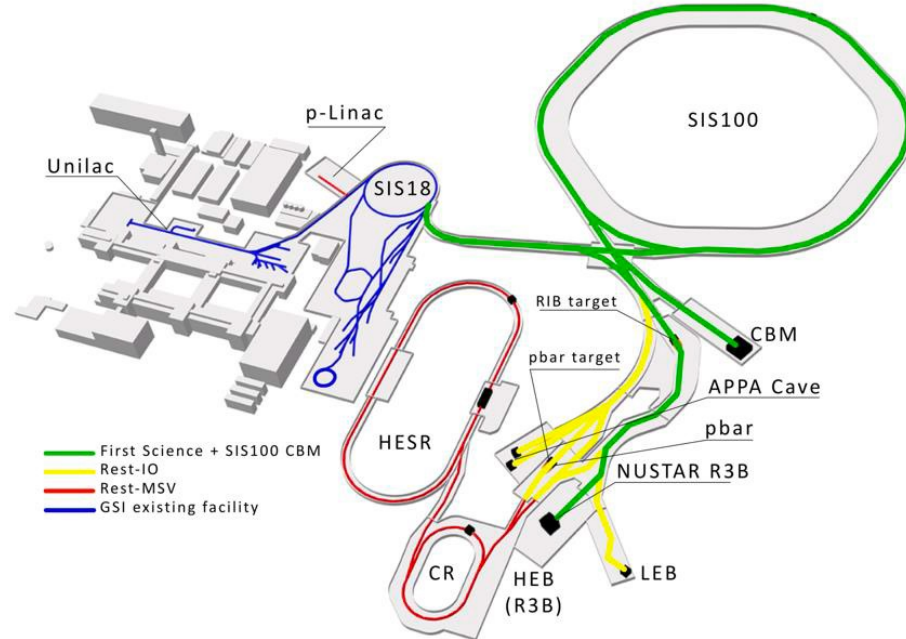 SIS100
p-Linac
Unilac
SIS18
RIB target
CBM
pbar target
APPA Cave
HESR
pbar
First Science + SIS100 CBM
Rest-IO
NUSTAR R3B
Rest-MSV
GSI existing facility
CR
HEB
(R3B)
LEB